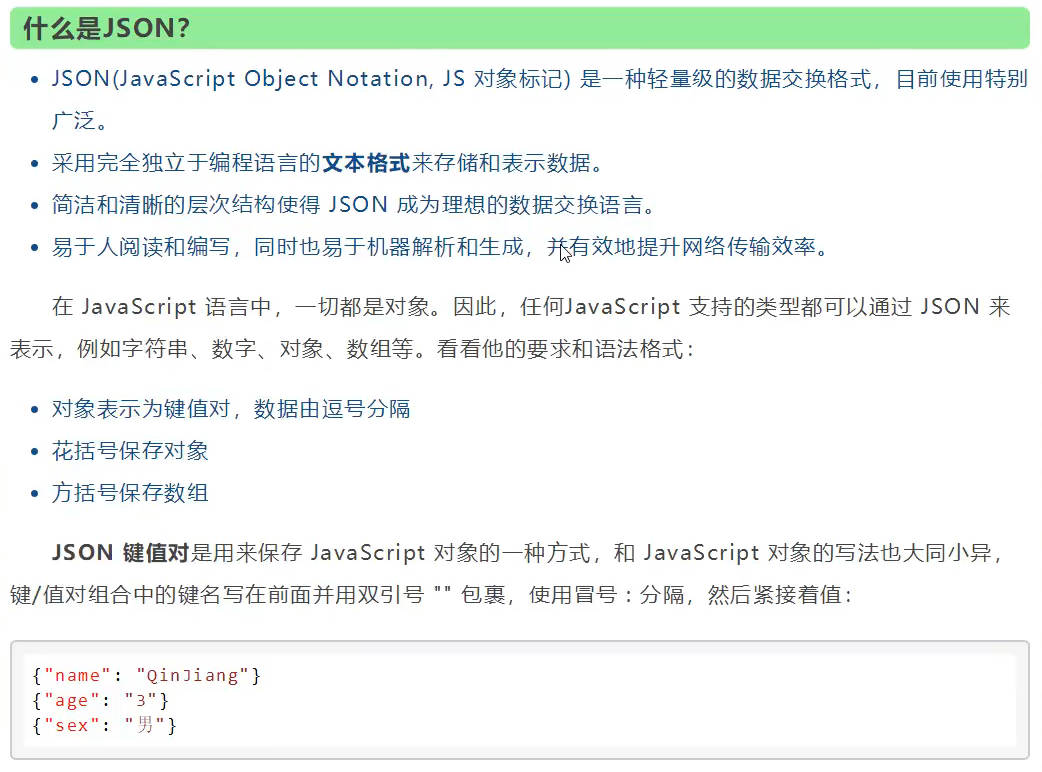 什么是JSON？
• JSON(JavaScript Object Notation, JS 对象标记) 是一种轻量级的数据交换格式，目前使用特别
广泛。
• 采用完全独立于编程语言的文本格式来存储和表示数据。
• 简洁和清晰的层次结构使得 JSON 成为理想的数据交换语言。
• 易于人阅读和编写，同时也易于机器解析和生成，并有效地提升网络传输效率。
在 JavaScript 语言中，一切都是对象。因此，任何JavaScript 支持的类型都可以通过 JSON 来
表示，例如字符串、数字、对象、数组等。看看他的要求和语法格式：
• 对象表示为键值对，数据由逗号分隔
• 花括号保存对象
• 方括号保存数组
JSON 键值对是用来保存 JavaScript 对象的一种方式，和 JavaScript 对象的写法也大同小异，
键/值对组合中的键名写在前面并用双引号 "" 包裹，使用冒号 : 分隔，然后紧接着值：
{"name": "QinJiang"}
{"age": "3"}
{"sex": "男"}